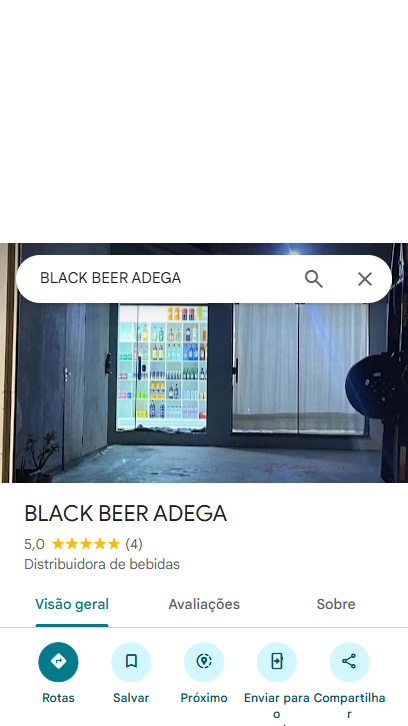 BLACK BEER ADEGA
BLACK BEER ADEGA
5,0 (4)
Distribuidora de bebidas
Visão geral Avaliações Sobre
Rotas Salvar Próximo Enviar para o Compartilhar